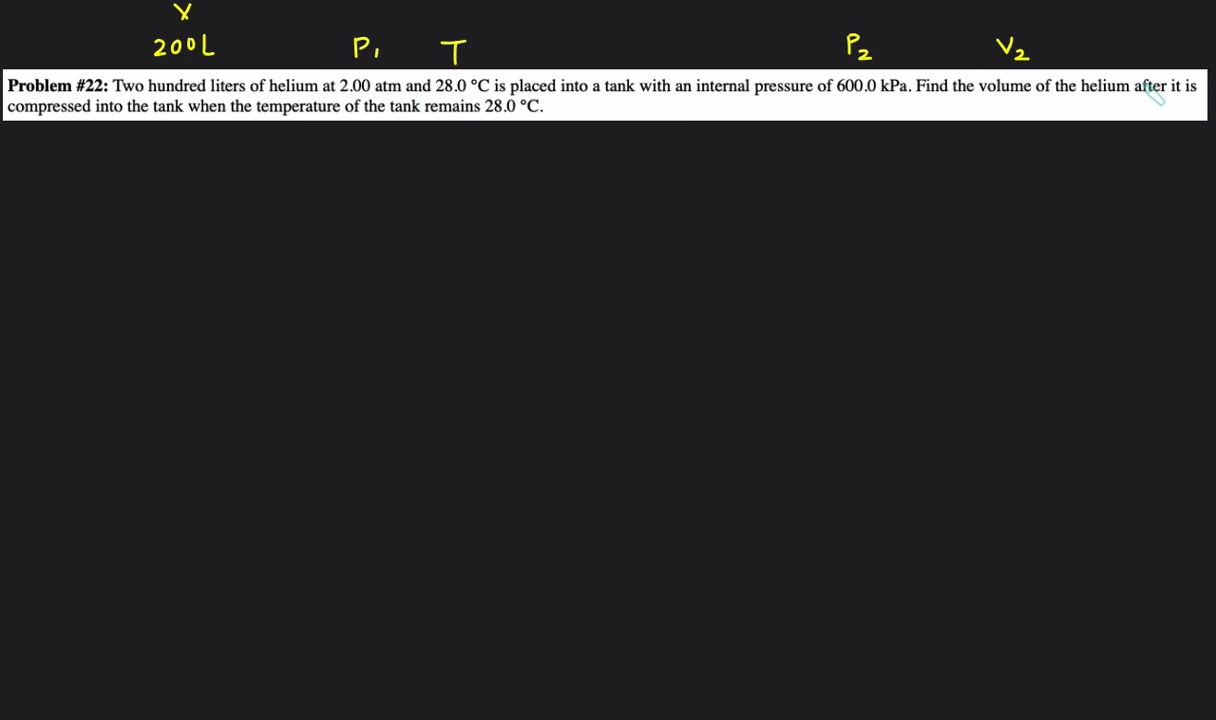 V
200L P1 T P2 V2
Problem #22: Two hundred liters of helium at 2.00 atm and 28.0 °C is placed into a tank with an internal pressure of 600.0 kPa. Find the volume of the helium after it is
compressed into the tank when the temperature of the tank remains 28.0 °C.